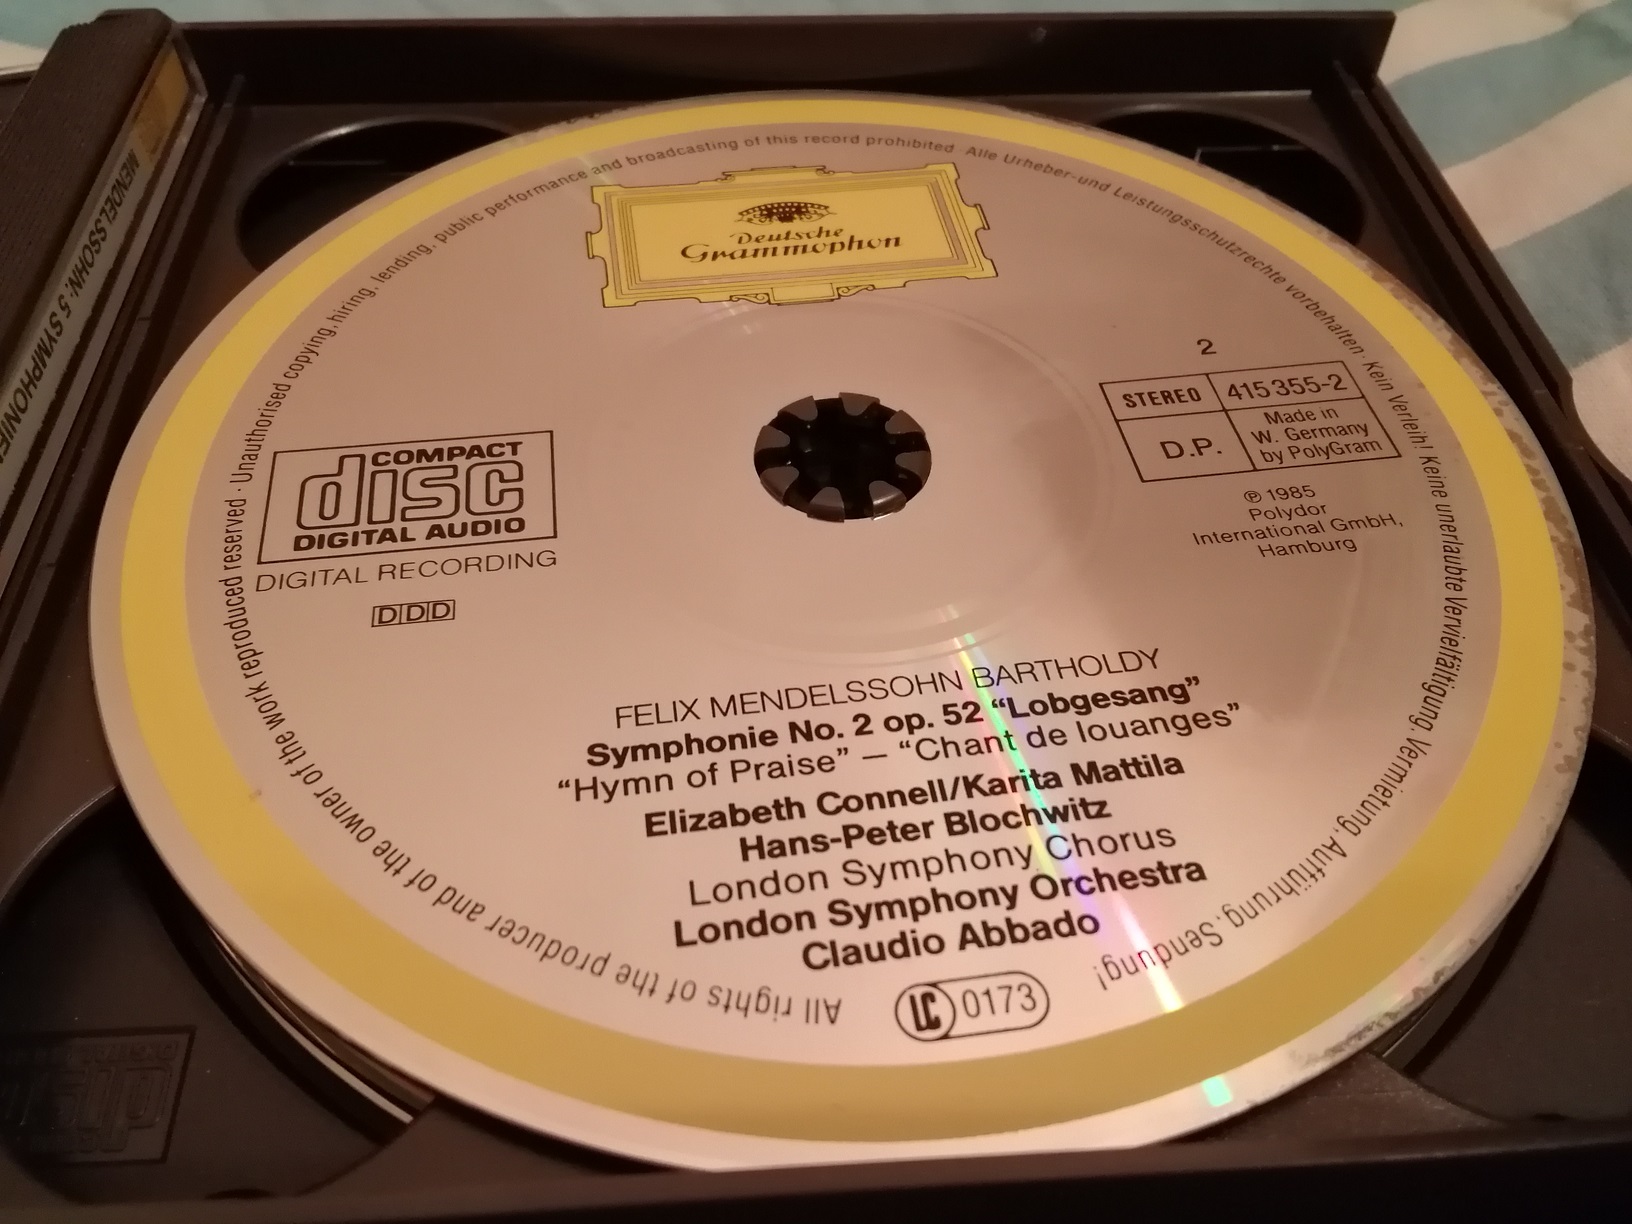 MENDELSSOHN: 5 SYMPHONIEN
Deutsche
Grammophon
2
STEREO
415 355-2
D.P.
Made in
W. Germany
by PolyGram
℗ 1985
Polydor
International GmbH,
Hamburg
COMPACT
disc
DIGITAL AUDIO
DIGITAL RECORDING
DDD
FELIX MENDELSSOHN BARTHOLDY
Symphonie No. 2 op. 52 “Lobgesang”
“Hymn of Praise” – “Chant de louanges”
Elizabeth Connell/Karita Mattila
Hans-Peter Blochwitz
London Symphony Chorus
London Symphony Orchestra
Claudio Abbado
LC 0173
All rights of the producer and of the owner of the work reproduced reserved · Unauthorised copying, hiring, lending, public performance and broadcasting of this record prohibited Alle Urheber- und Leistungsschutzrechte vorbehalten · Kein Verleih! Keine unerlaubte Vervielfältigung, Vermietung, Aufführung, Sendung!
disc